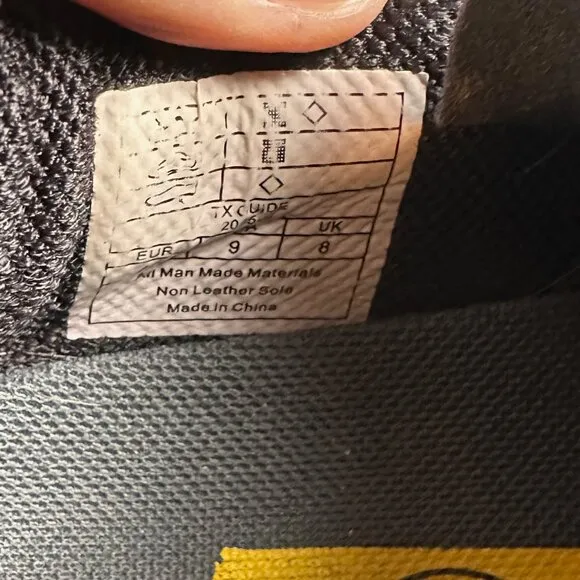 UK
EUR 9 8
All Man Made Materials
Non Leather Sole
Made in China